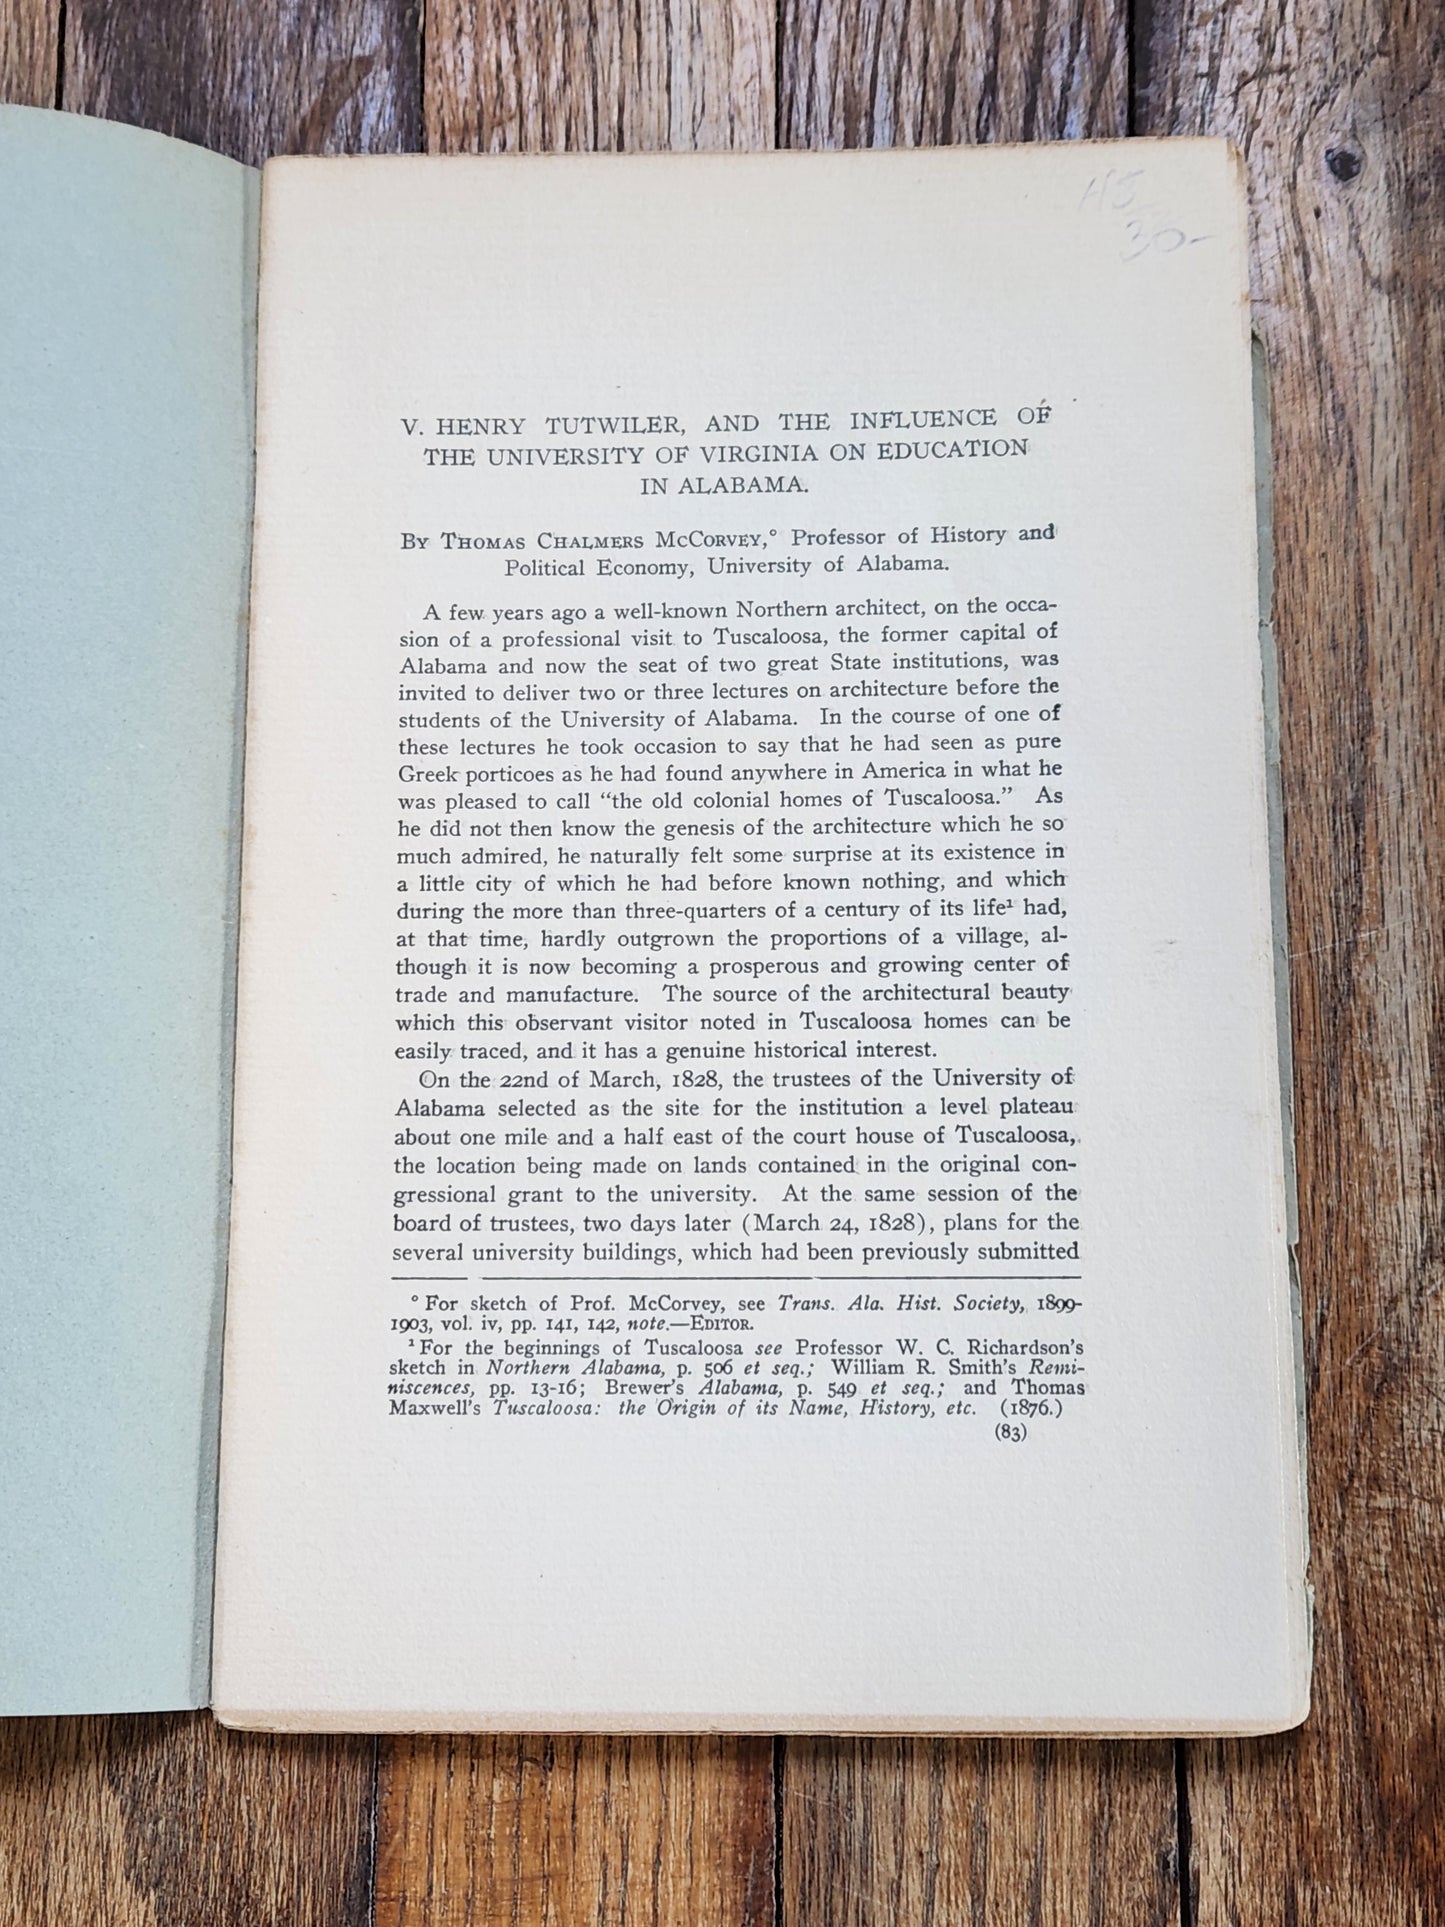 H5
30-
V. HENRY TUTWILER, AND THE INFLUENCE OF
THE UNIVERSITY OF VIRGINIA ON EDUCATION
IN ALABAMA.
By Thomas Chalmers McCorvey,° Professor of History and
Political Economy, University of Alabama.
A few years ago a well-known Northern architect, on the occa-
sion of a professional visit to Tuscaloosa, the former capital of
Alabama and now the seat of two great State institutions, was
invited to deliver two or three lectures on architecture before the
students of the University of Alabama. In the course of one of
these lectures he took occasion to say that he had seen as pure
Greek porticoes as he had found anywhere in America in what he
was pleased to call “the old colonial homes of Tuscaloosa.” As
he did not then know the genesis of the architecture which he so
much admired, he naturally felt some surprise at its existence in
a little city of which he had before known nothing, and which
during the more than three-quarters of a century of its life¹ had,
at that time, hardly outgrown the proportions of a village, al-
though it is now becoming a prosperous and growing center of
trade and manufacture. The source of the architectural beauty
which this observant visitor noted in Tuscaloosa homes can be
easily traced, and it has a genuine historical interest.
On the 22nd of March, 1828, the trustees of the University of
Alabama selected as the site for the institution a level plateau
about one mile and a half east of the court house of Tuscaloosa,
the location being made on lands contained in the original con-
gressional grant to the university. At the same session of the
board of trustees, two days later (March 24, 1828), plans for the
several university buildings, which had been previously submitted
° For sketch of Prof. McCorvey, see Trans. Ala. Hist. Society, 1899-
1903, vol. iv, pp. 141, 142, note.—Editor.
¹ For the beginnings of Tuscaloosa see Professor W. C. Richardson's
sketch in Northern Alabama, p. 506 et seq.; William R. Smith's Remi-
niscences, pp. 13-16; Brewer's Alabama, p. 549 et seq.; and Thomas
Maxwell's Tuscaloosa: the Origin of its Name, History, etc. (1876.)
(83)